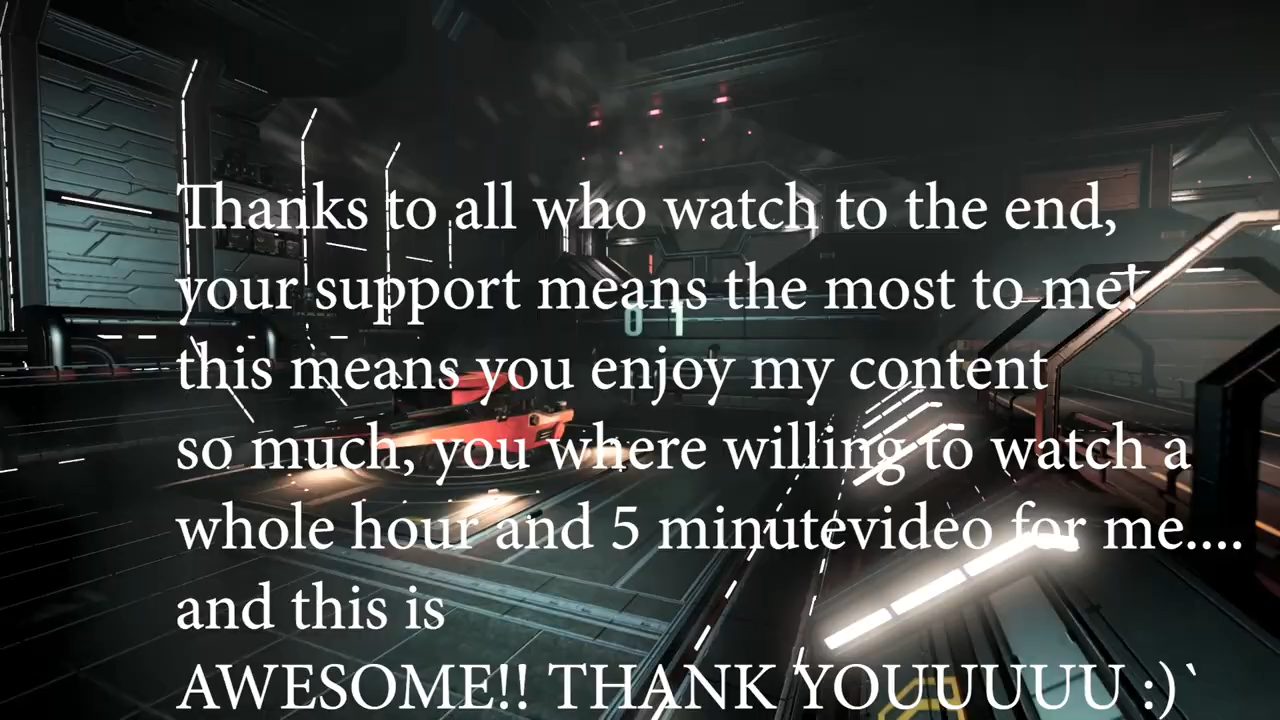 Thanks to all who watch to the end,
your support means the most to me!
this means you enjoy my content
so much, you where willing to watch a
whole hour and 5 minutevideo for me....
and this is
AWESOME!! THANK YOUUUUUU :)`
01